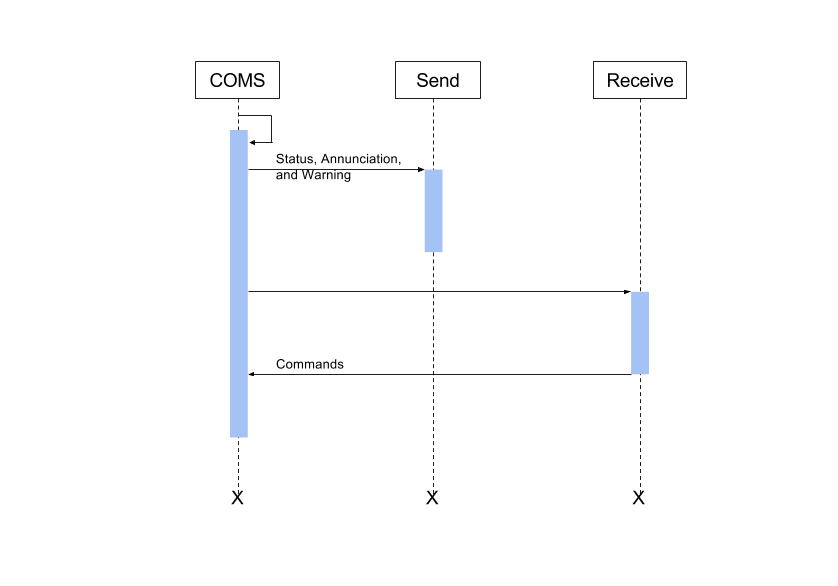 COMS
Send
Receive
Status, Annunciation,
and Warning
Commands
X
X
X